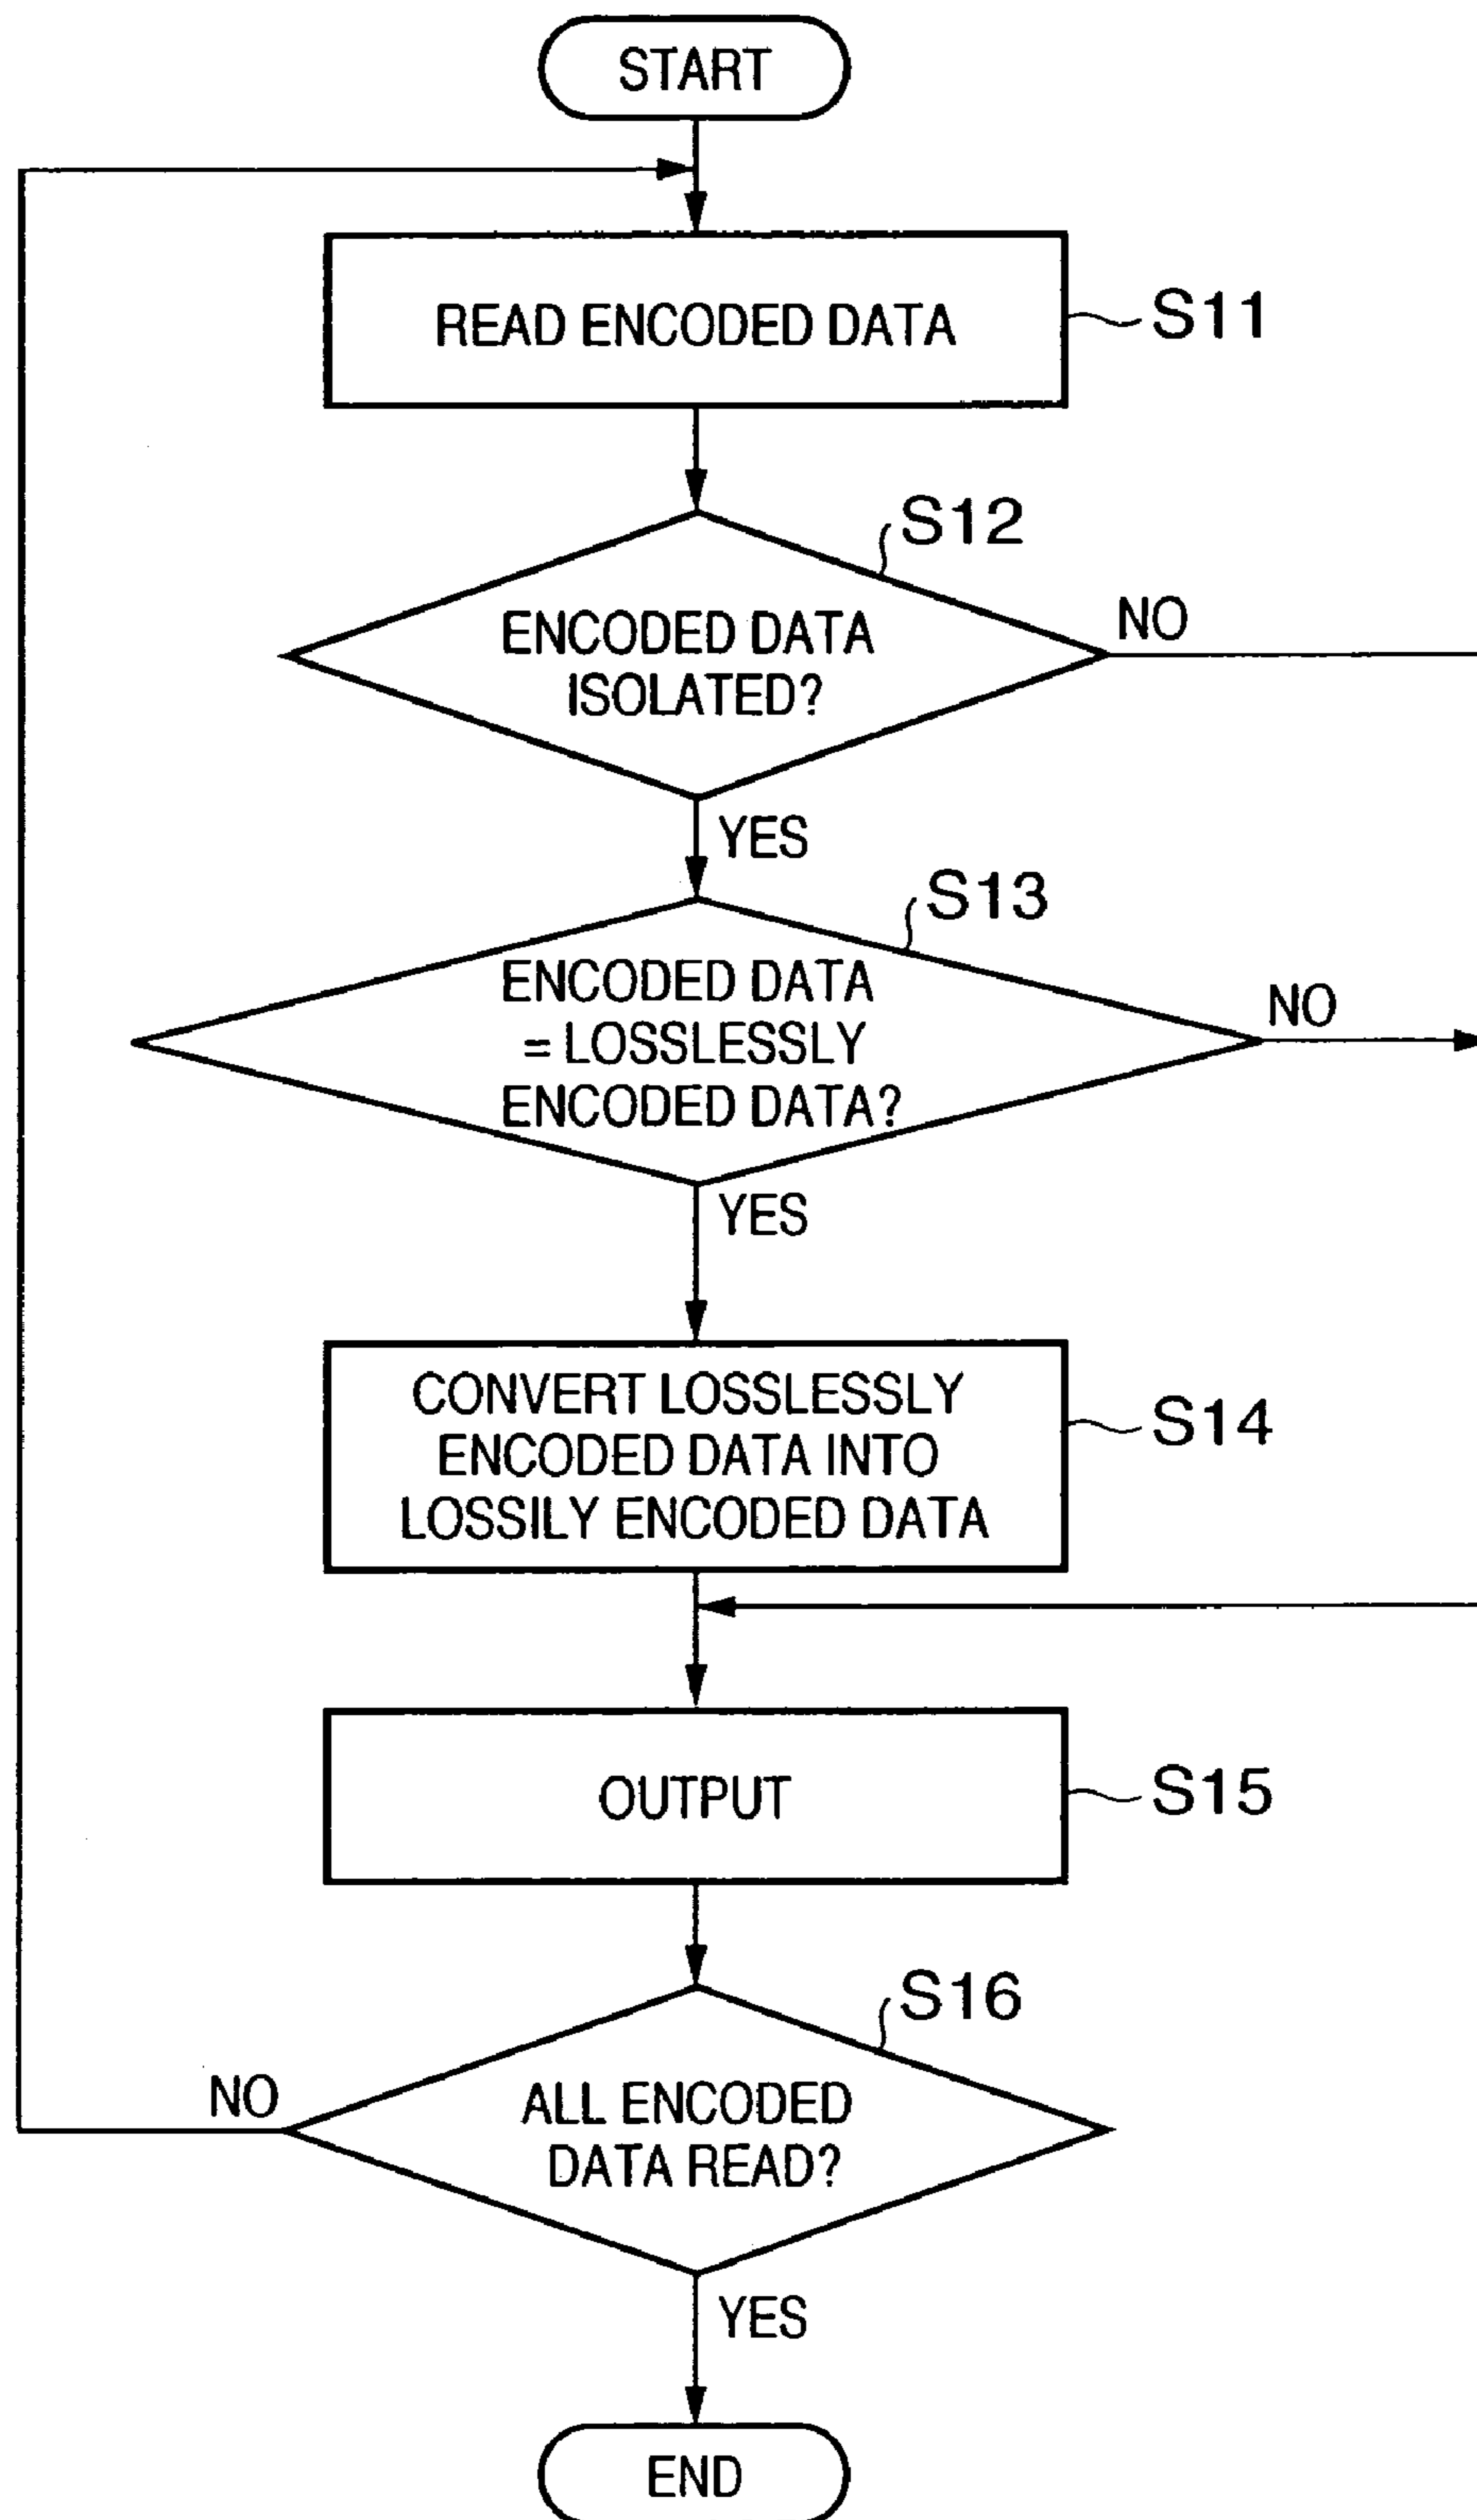 START
READ ENCODED DATA
S11
S12
ENCODED DATA
ISOLATED?
NO
YES
S13
ENCODED DATA
= LOSSLESSLY
ENCODED DATA?
NO
YES
CONVERT LOSSLESSLY
ENCODED DATA INTO
LOSSILY ENCODED DATA
S14
OUTPUT
S15
S16
ALL ENCODED
DATA READ?
NO
YES
END